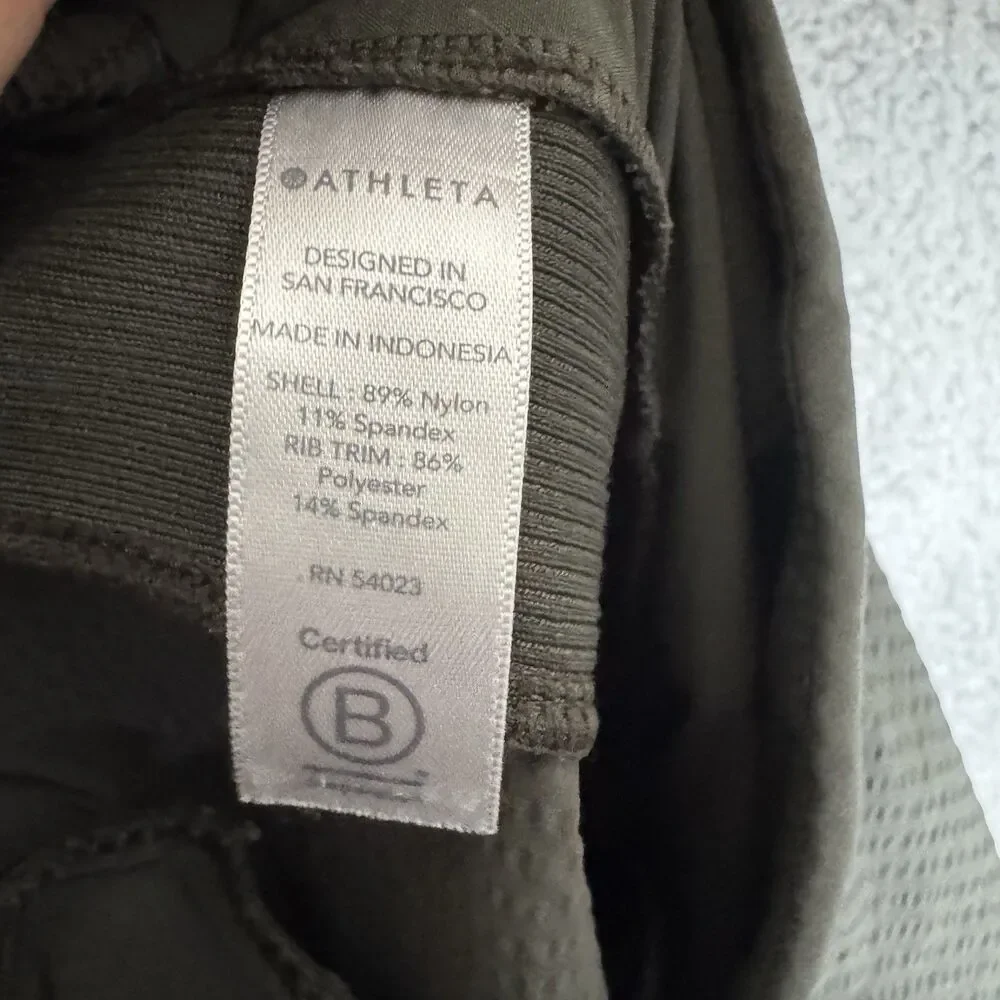 ATHLETA
DESIGNED IN
SAN FRANCISCO
MADE IN INDONESIA
SHELL : 89% Nylon
11% Spandex
RIB TRIM : 86%
Polyester
14% Spandex
RN 54023
Certified
B